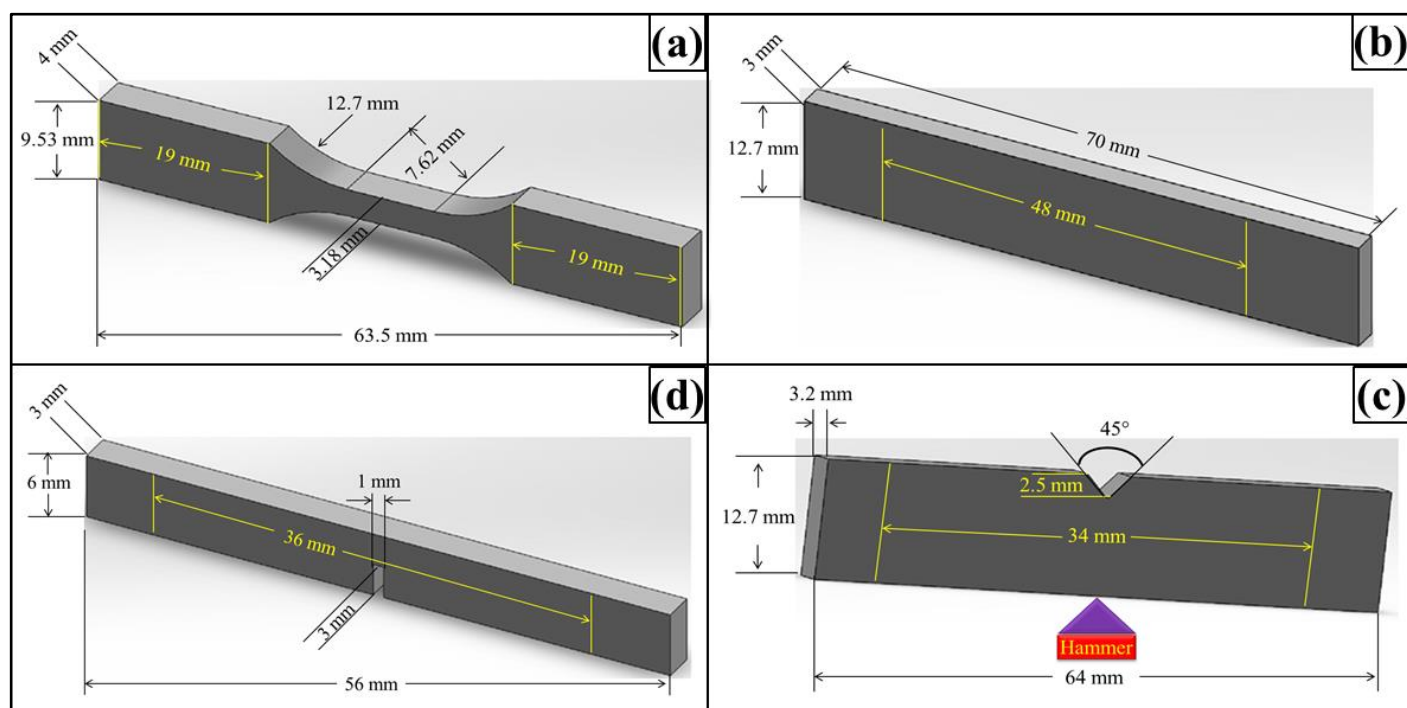 (a)
4 mm
9.53 mm
19 mm
12.7 mm
7.62 mm
3.18 mm
19 mm
63.5 mm
(b)
3 mm
12.7 mm
70 mm
48 mm
(d)
3 mm
6 mm
1 mm
36 mm
3 mm
56 mm
(c)
3.2 mm
45°
2.5 mm
12.7 mm
34 mm
Hammer
64 mm